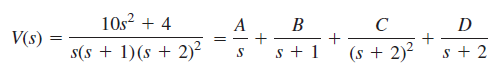 V(s) = (10s² + 4) / (s(s + 1)(s + 2)²) = A/s + B/(s + 1) + C/(s + 2)² + D/(s + 2)